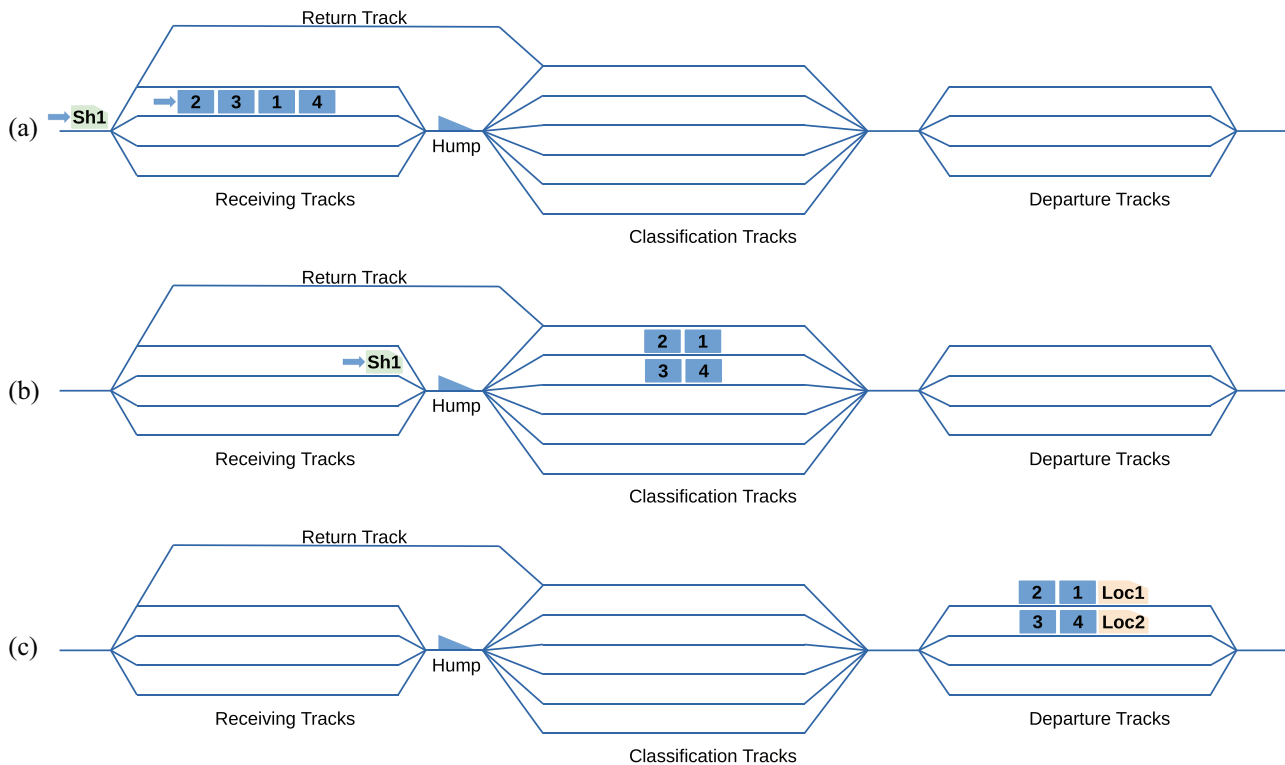 Return Track
2 3 1 4
Sh1
(a)
Hump
Receiving Tracks
Departure Tracks
Classification Tracks
Return Track
2 1
Sh1
3 4
(b)
Hump
Receiving Tracks
Departure Tracks
Classification Tracks
Return Track
2 1 Loc1
3 4 Loc2
(c)
Hump
Receiving Tracks
Departure Tracks
Classification Tracks